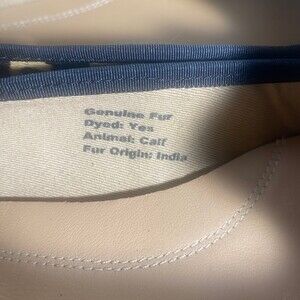 Genuine Fur
Dyed: Yes
Animal: Calf
Fur Origin: India